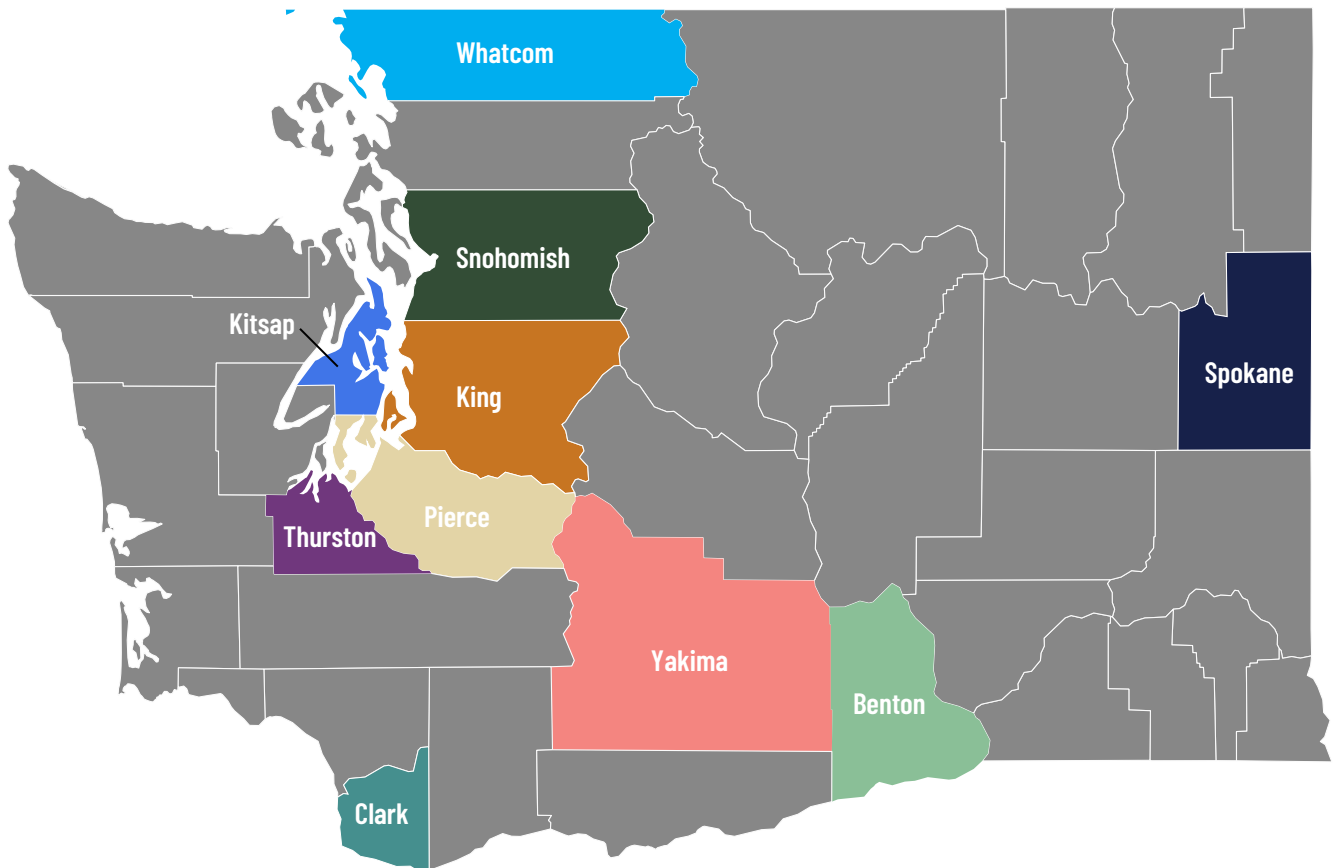 Whatcom
Snohomish
Kitsap
Spokane
King
Pierce
Thurston
Yakima
Benton
Clark